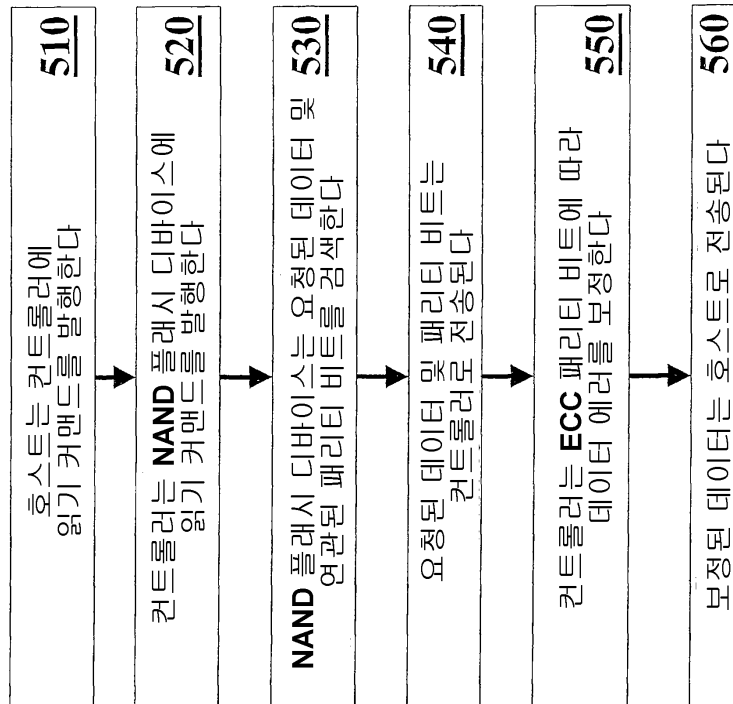 호스트는 컨트롤러에
읽기 커맨드를 발행한다
510
컨트롤러는 NAND 플래시 디바이스에
읽기 커맨드를 발행한다
520
NAND 플래시 디바이스는 요청된 데이터 및
연관된 패리티 비트를 검색한다
530
요청된 데이터 및 패리티 비트는
컨트롤러로 전송된다
540
컨트롤러는 ECC 패리티 비트에 따라
데이터 에러를 보정한다
550
보정된 데이터는 호스트로 전송된다
560